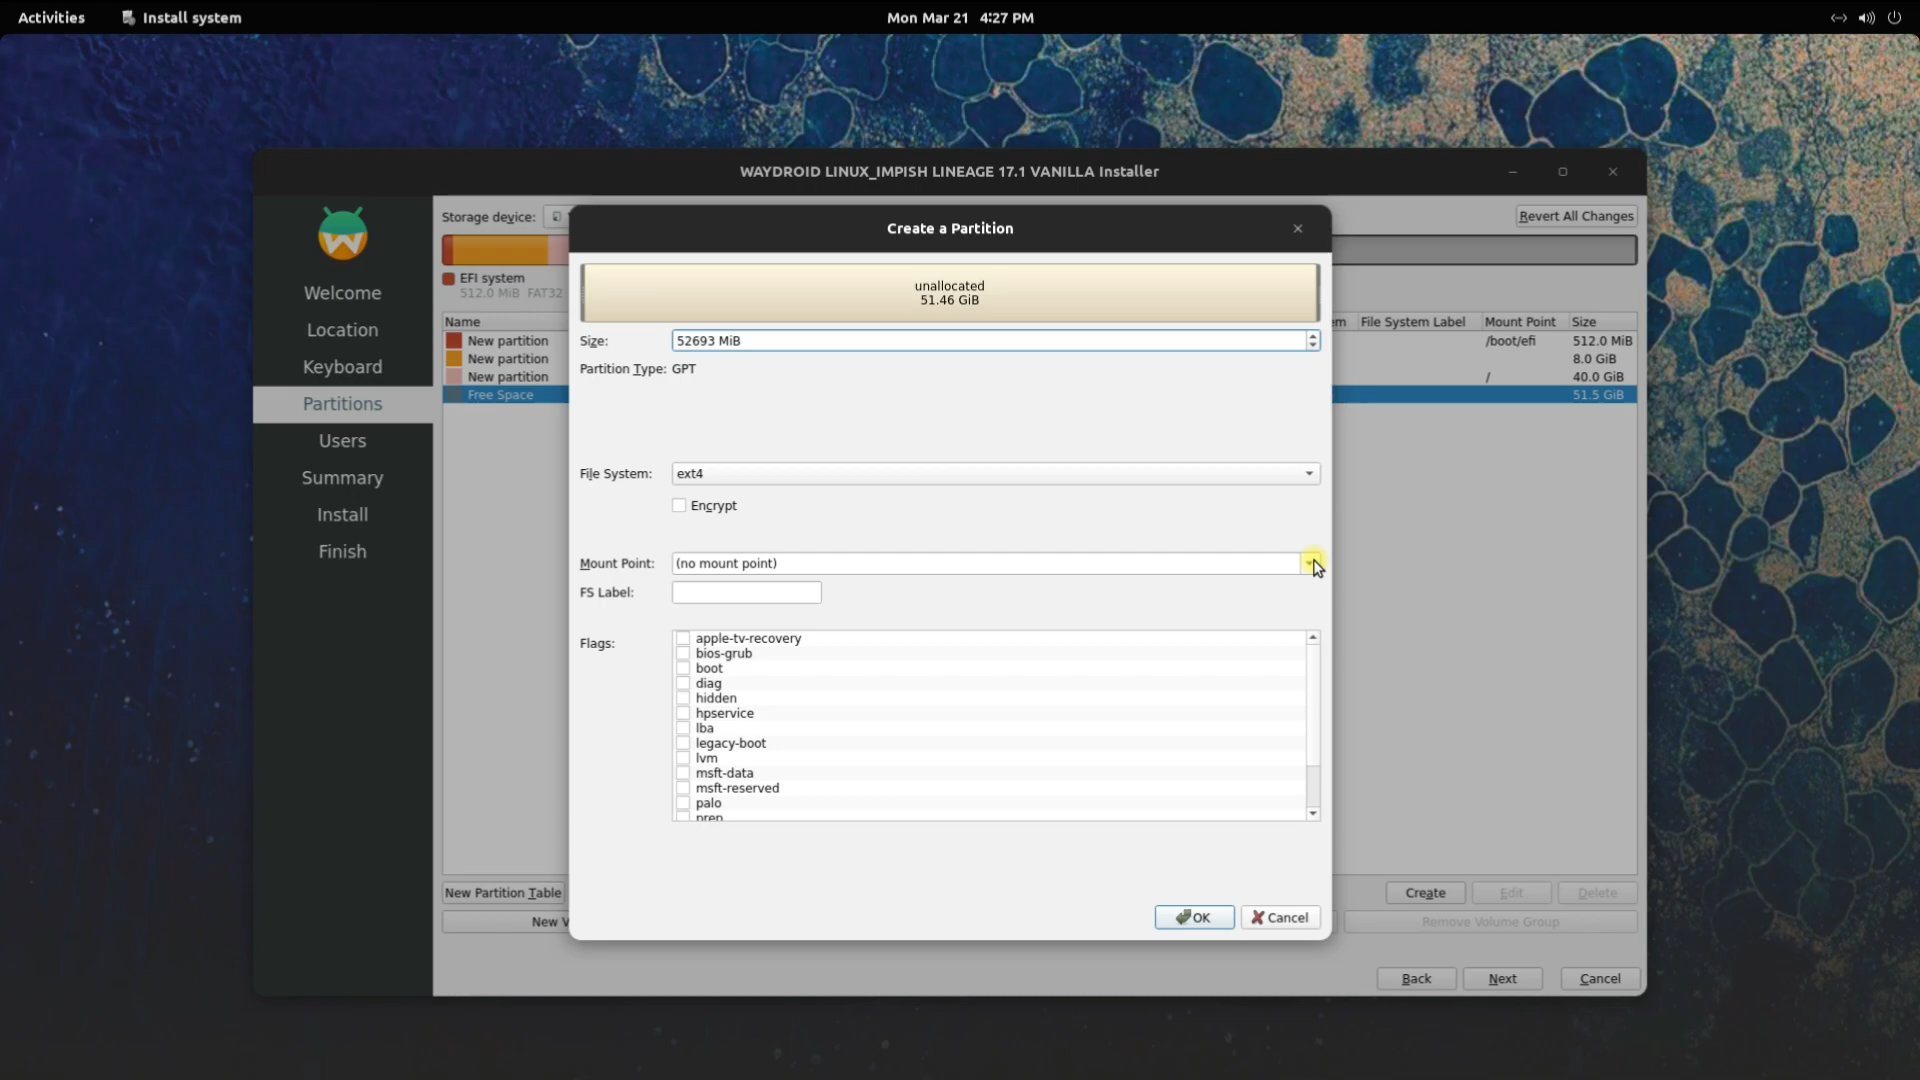 Activities
Install system
Mon Mar 21 4:27 PM
WAYDROID LINUX_IMPISH LINEAGE 17.1 VANILLA Installer
Welcome
Location
Keyboard
Partitions
Users
Summary
Install
Finish
Storage device:
Revert All Changes
EFI system
512.0 MiB FAT32
Name
File System Label
Mount Point
Size
New partition
/boot/efi
512.0 MiB
New partition
8.0 GiB
New partition
/
40.0 GiB
Free Space
51.5 GiB
Create a Partition
unallocated
51.46 GiB
Size:
52693 MiB
Partition Type: GPT
File System:
ext4
Encrypt
Mount Point:
(no mount point)
FS Label:
Flags:
apple-tv-recovery
bios-grub
boot
diag
hidden
hpservice
lba
legacy-boot
lvm
msft-data
msft-reserved
palo
prep
OK
Cancel
New Partition Table
Create
Edit
Delete
New V
Remove Volume Group
Back
Next
Cancel